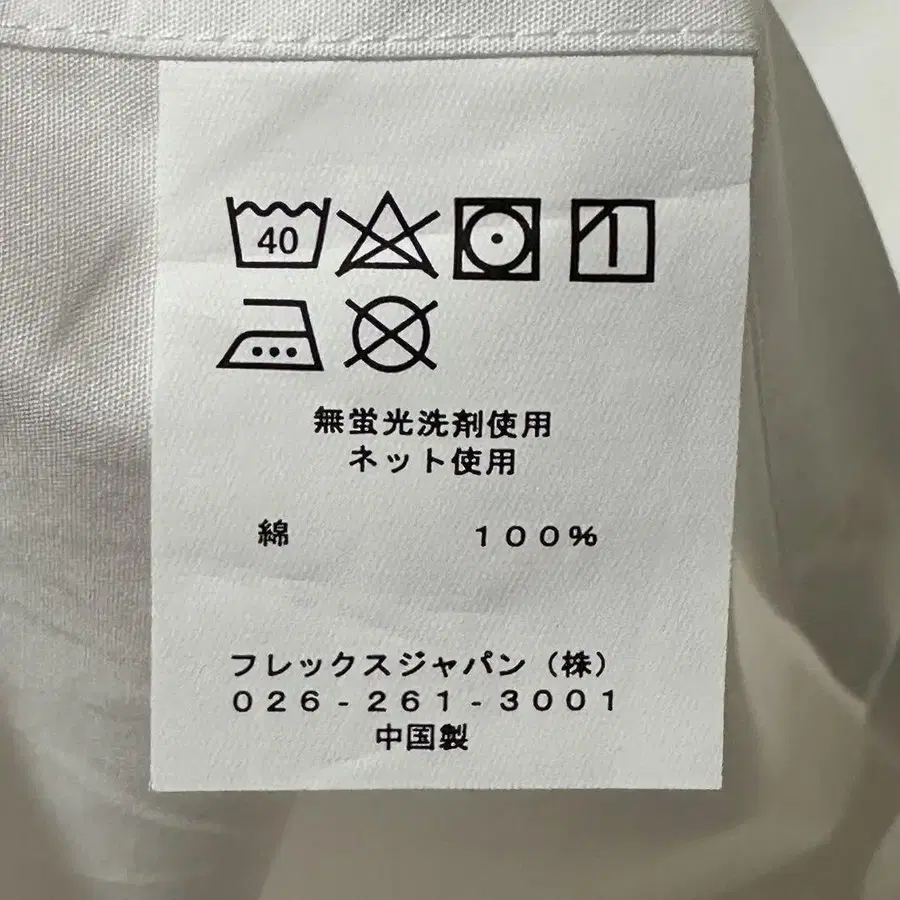 40
無蛍光洗剤使用
ネット使用
綿 100%
フレックスジャパン(株)
026-261-3001
中国製